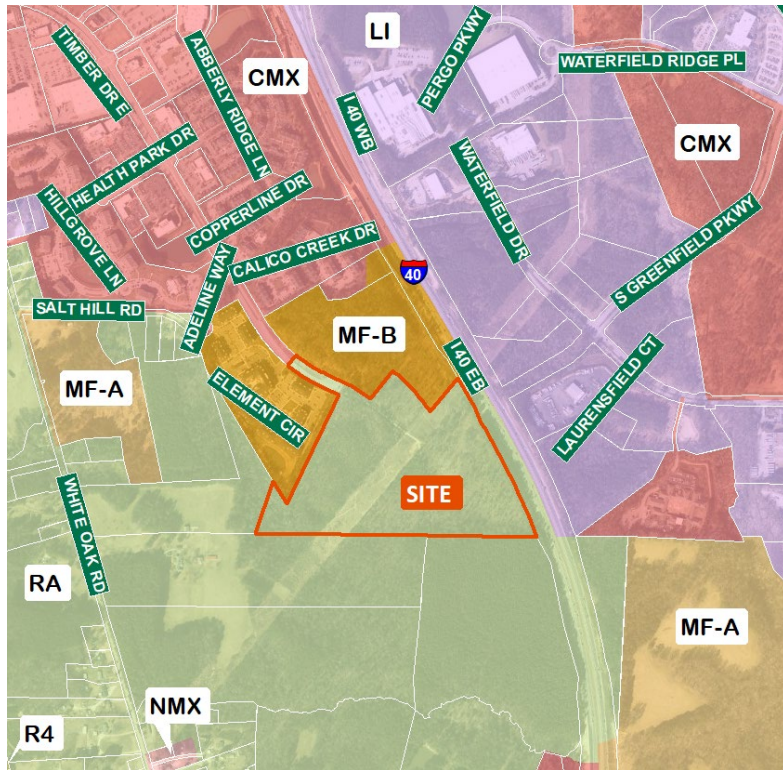 LI
TIMBER DR E
ABBERLY RIDGE LN
CMX
PERGO PKWY
WATERFIELD RIDGE PL
I 40 WB
HEALTH PARK DR
CMX
HILLGROVE LN
COPPERLINE DR
WATERFIELD DR
CALICO CREEK DR
S GREENFIELD PKWY
40
ADELINE WAY
SALT HILL RD
MF-B
I 40 EB
MF-A
ELEMENT CIR
LAURENSFIELD CT
SITE
WHITE OAK RD
RA
MF-A
NMX
R4